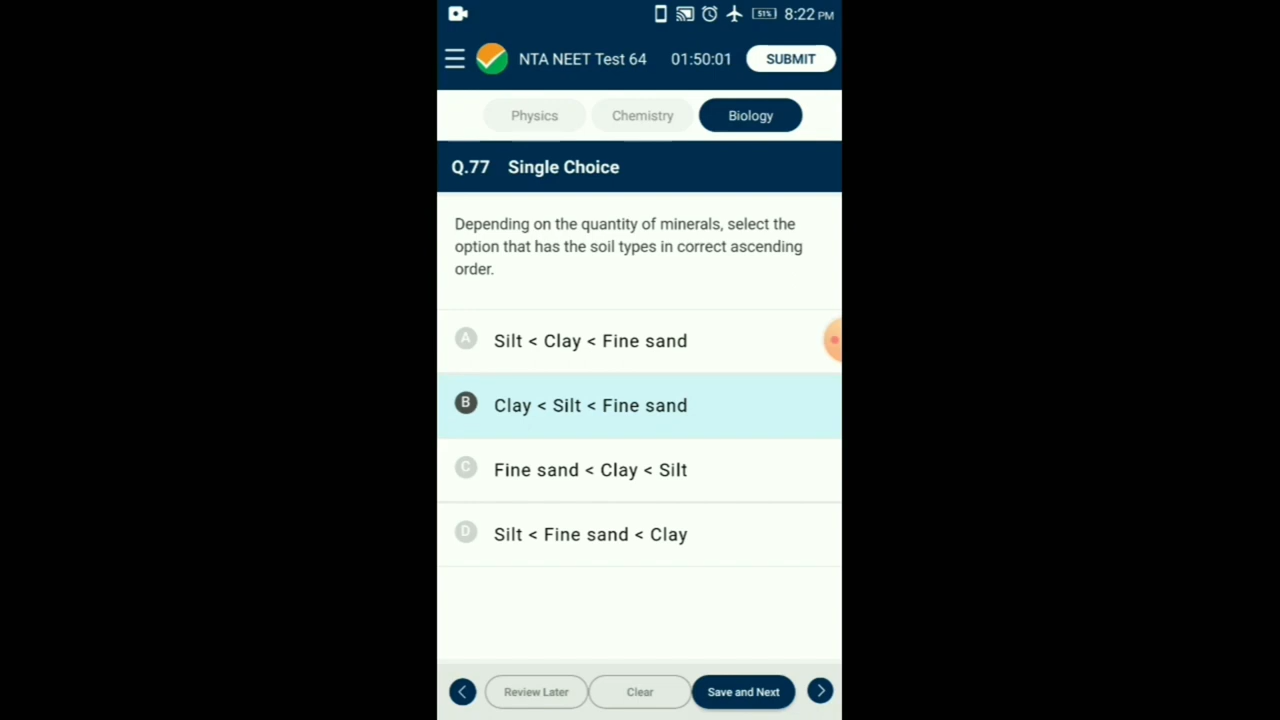 51% 8:22 PM
NTA NEET Test 64 01:50:01 SUBMIT
Physics Chemistry Biology
Q.77 Single Choice
Depending on the quantity of minerals, select the
option that has the soil types in correct ascending
order.
A Silt < Clay < Fine sand
B Clay < Silt < Fine sand
C Fine sand < Clay < Silt
D Silt < Fine sand < Clay
Review Later Clear Save and Next